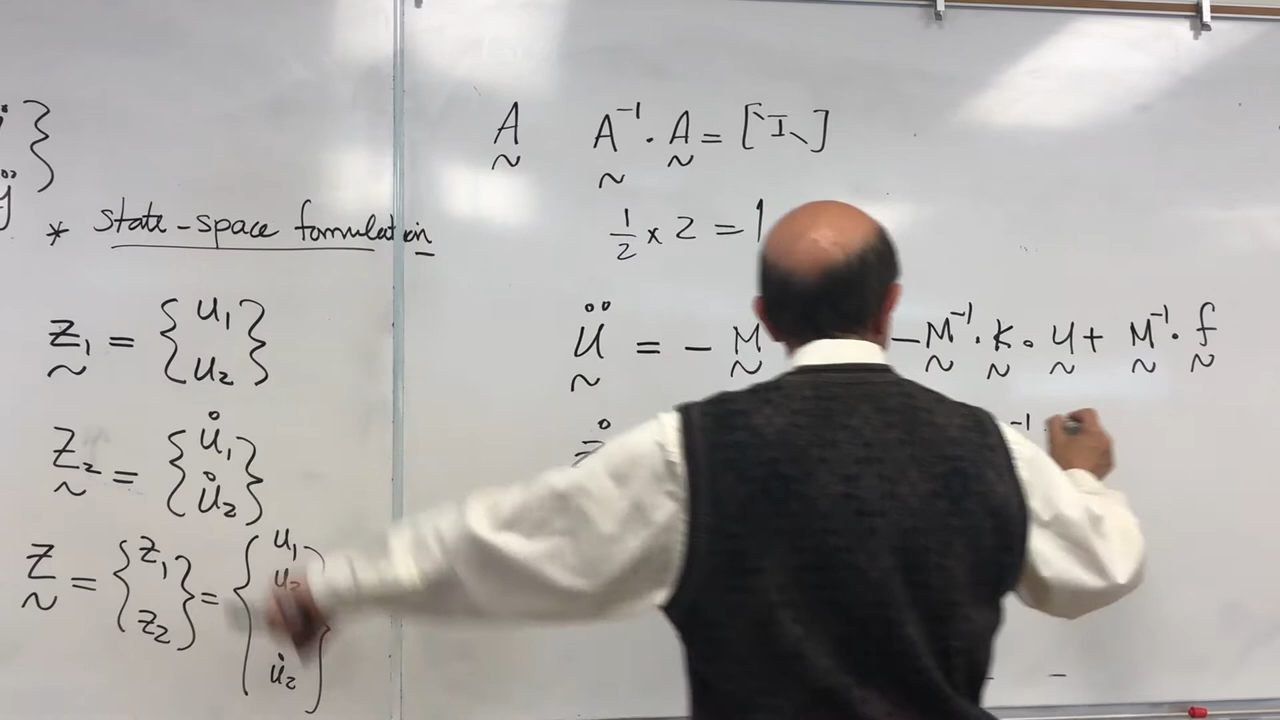 }
ÿ
* state-space formulation
z₁ = { u₁
u₂ }
~
z₂ = { u̇₁
u̇₂ }
~
z = { z₁
z₂ } = { u₁
u₂
u̇₂ }
~
A A⁻¹ · A = [ `I、]
~ ~ ~
1/2 x 2 = 1
ü = - M - M⁻¹ · K · u + M⁻¹ · f
~ ~ ~ ~ ~ ~ ~
ż -1